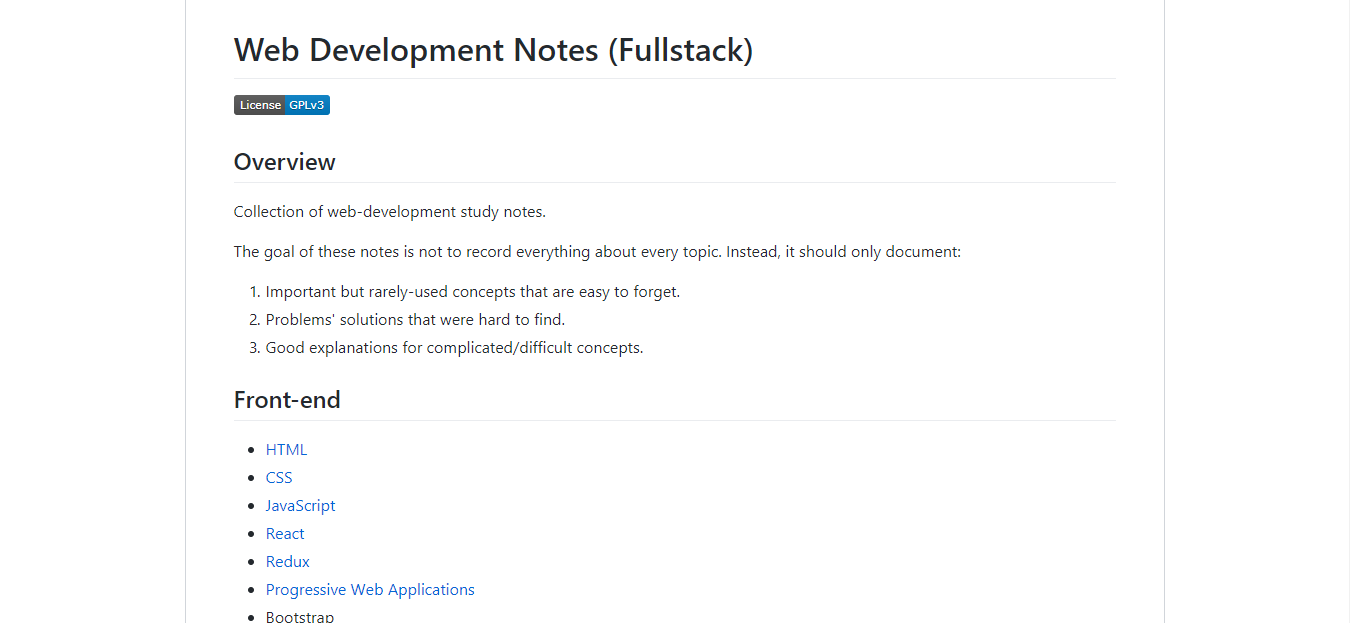 Web Development Notes (Fullstack)
License GPLv3
Overview
Collection of web-development study notes.
The goal of these notes is not to record everything about every topic. Instead, it should only document:
1. Important but rarely-used concepts that are easy to forget.
2. Problems' solutions that were hard to find.
3. Good explanations for complicated/difficult concepts.
Front-end
• HTML
• CSS
• JavaScript
• React
• Redux
• Progressive Web Applications
• Bootstrap